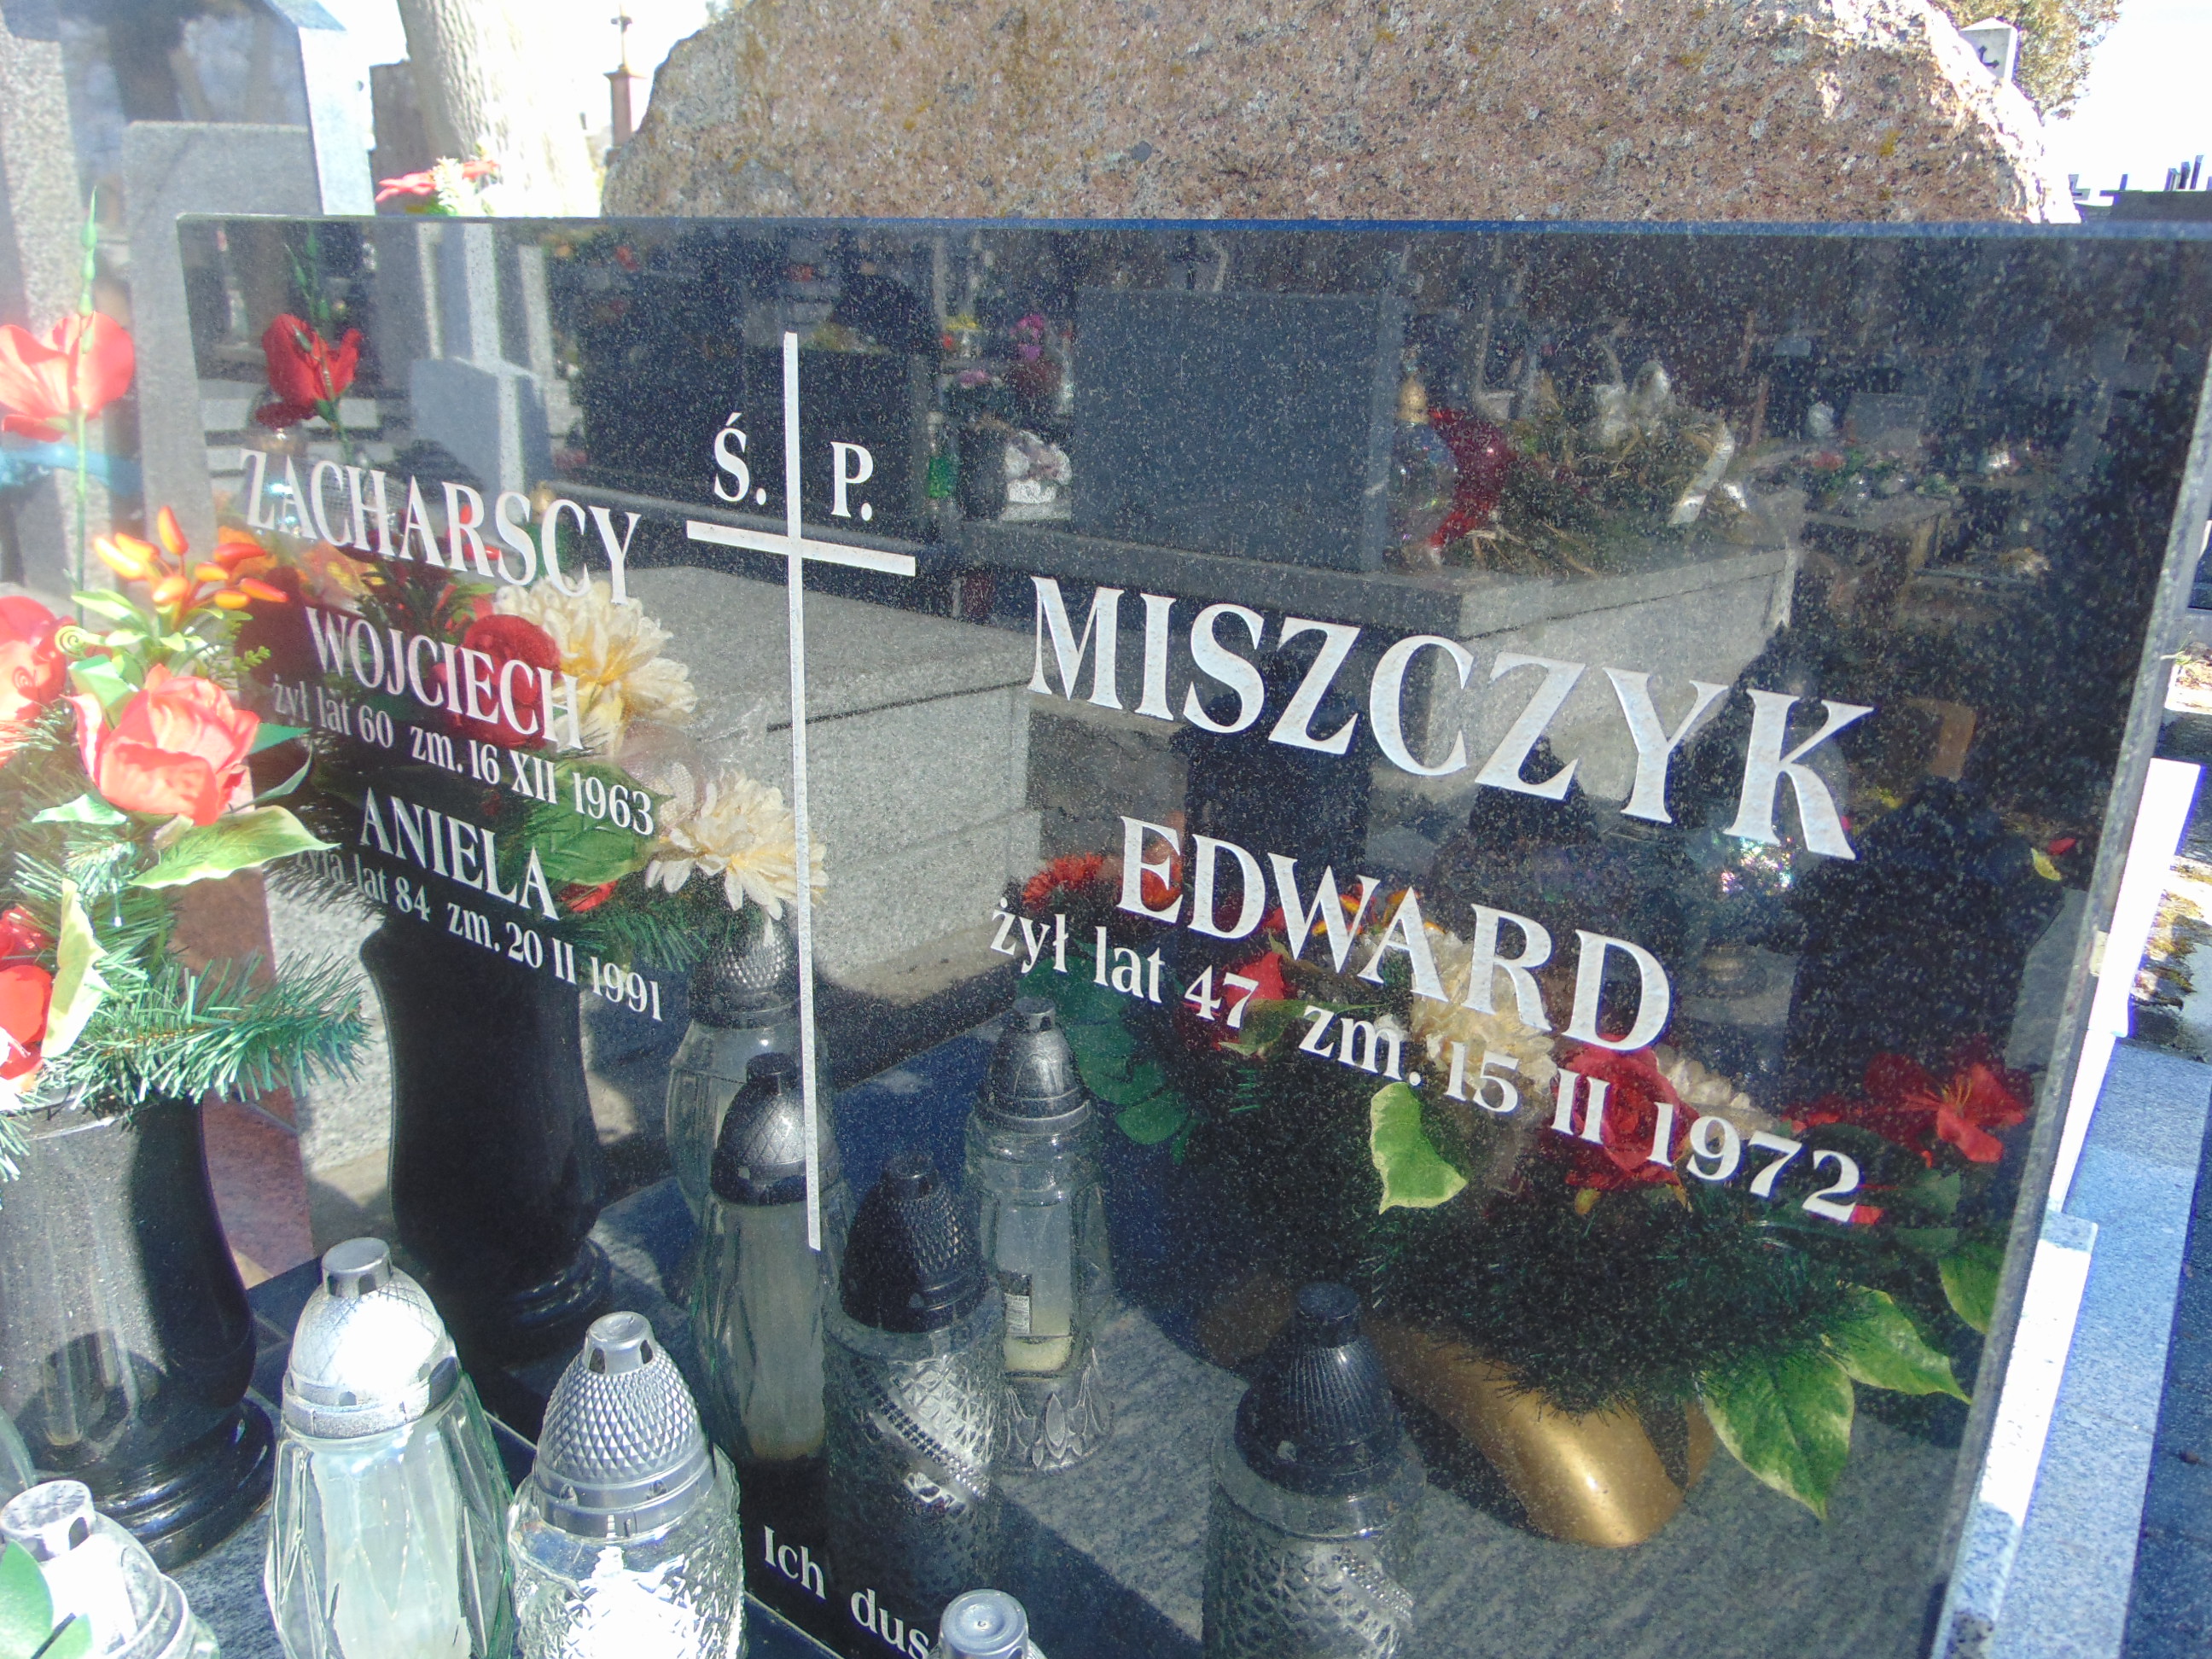 Ś. P.
ZACHARSCY
WOJCIECH
żył lat 60 zm. 16 XII 1963
ANIELA
żyła lat 84 zm. 20 II 1991
MISZCZYK
EDWARD
żył lat 47 zm. 15 II 1972
Ich dus